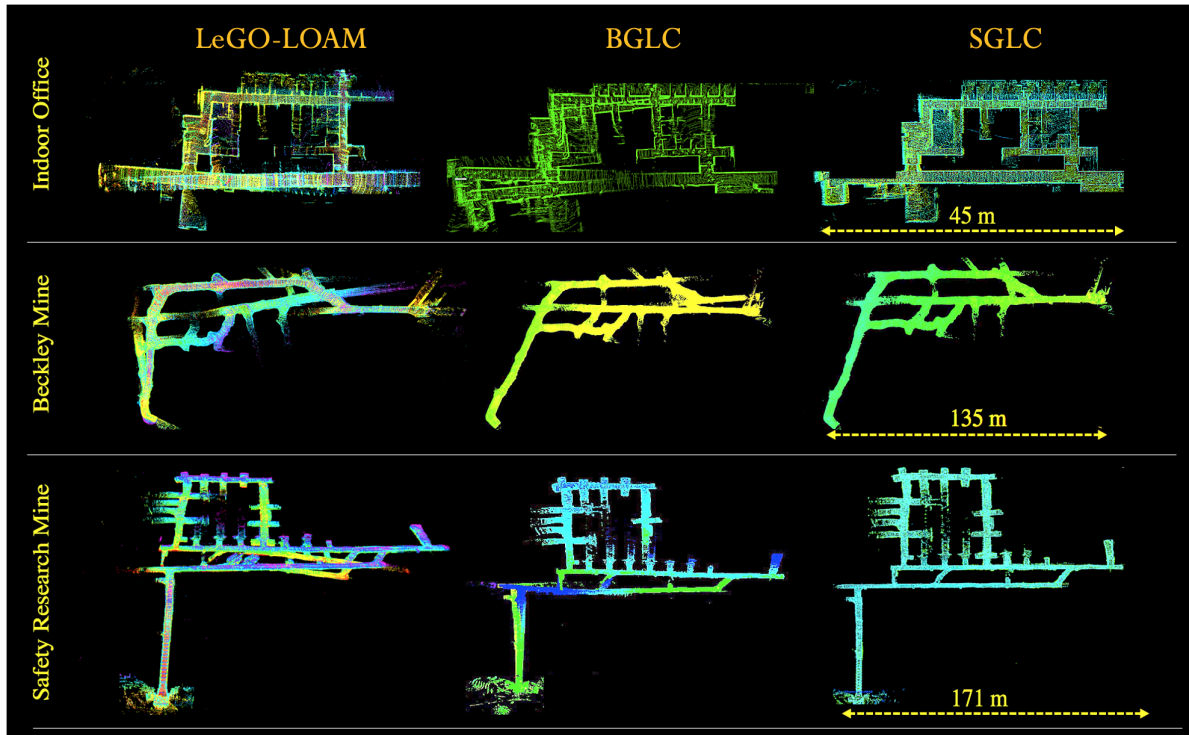 LeGO-LOAM
BGLC
SGLC
Indoor Office
45 m
Beckley Mine
135 m
Safety Research Mine
171 m